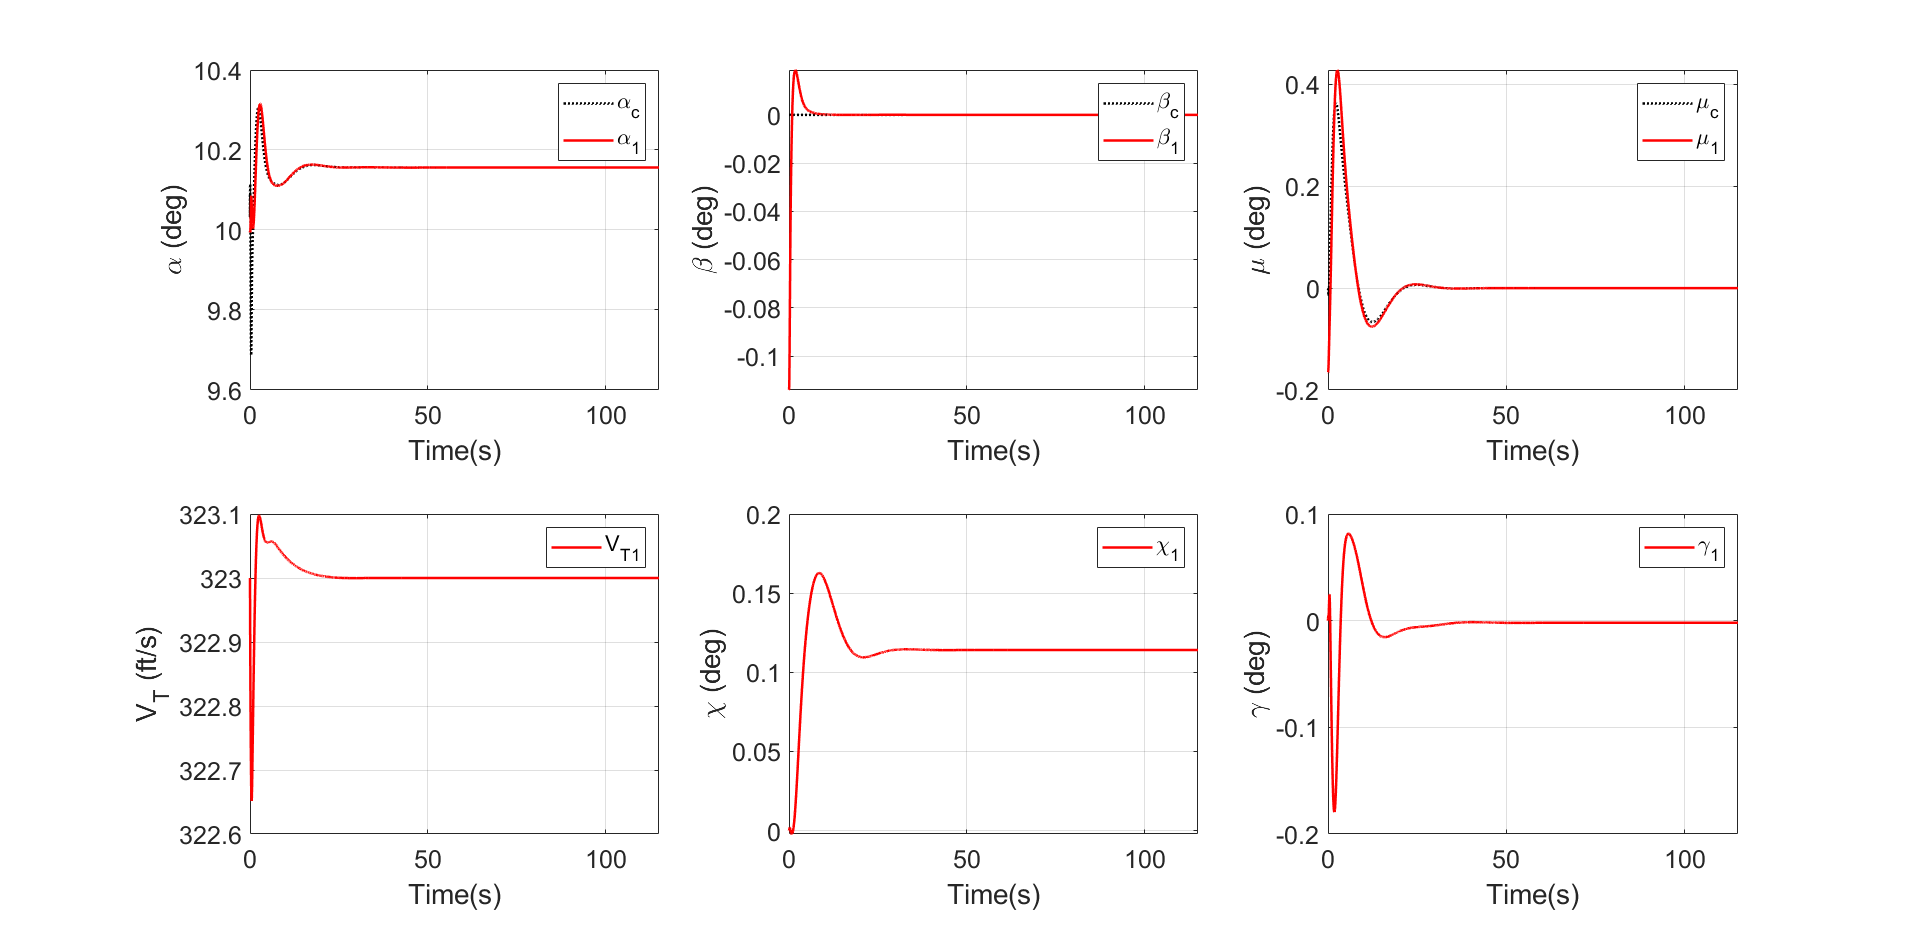 10.4
10.2
10
9.8
9.6
α (deg)
0
50
100
Time(s)
α_c
α_1
0
-0.02
-0.04
-0.06
-0.08
-0.1
β (deg)
0
50
100
Time(s)
β_c
β_1
0.4
0.2
0
-0.2
μ (deg)
0
50
100
Time(s)
μ_c
μ_1
323.1
323
322.9
322.8
322.7
322.6
V_T (ft/s)
0
50
100
Time(s)
V_T1
0.2
0.15
0.1
0.05
0
χ (deg)
0
50
100
Time(s)
χ_1
0.1
0
-0.1
-0.2
γ (deg)
0
50
100
Time(s)
γ_1